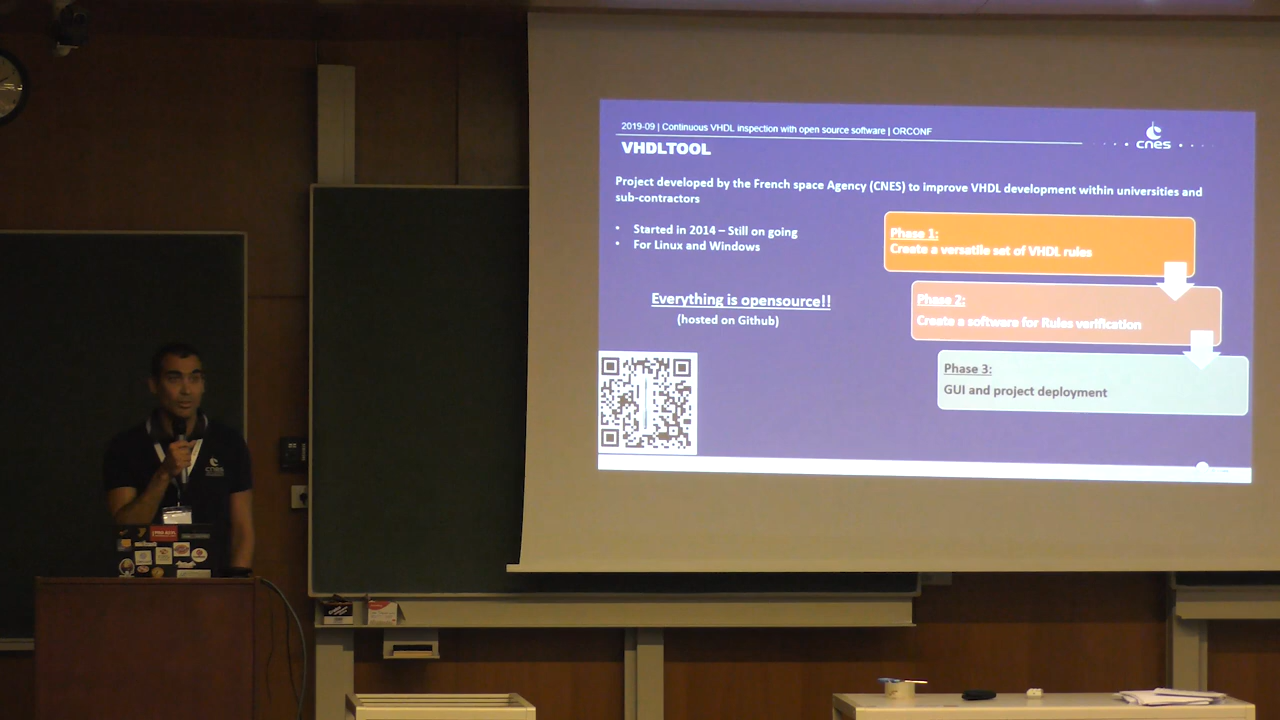 2019-09 | Continuous VHDL inspection with open source software | ORCONF
cnes
VHDLTOOL
Project developed by the French space Agency (CNES) to improve VHDL development within universities and
sub-contractors
• Started in 2014 – Still on going
• For Linux and Windows
Everything is opensource!!
(hosted on Github)
Phase 1:
Create a versatile set of VHDL rules
Phase 2:
Create a software for Rules verification
Phase 3:
GUI and project deployment
cnes